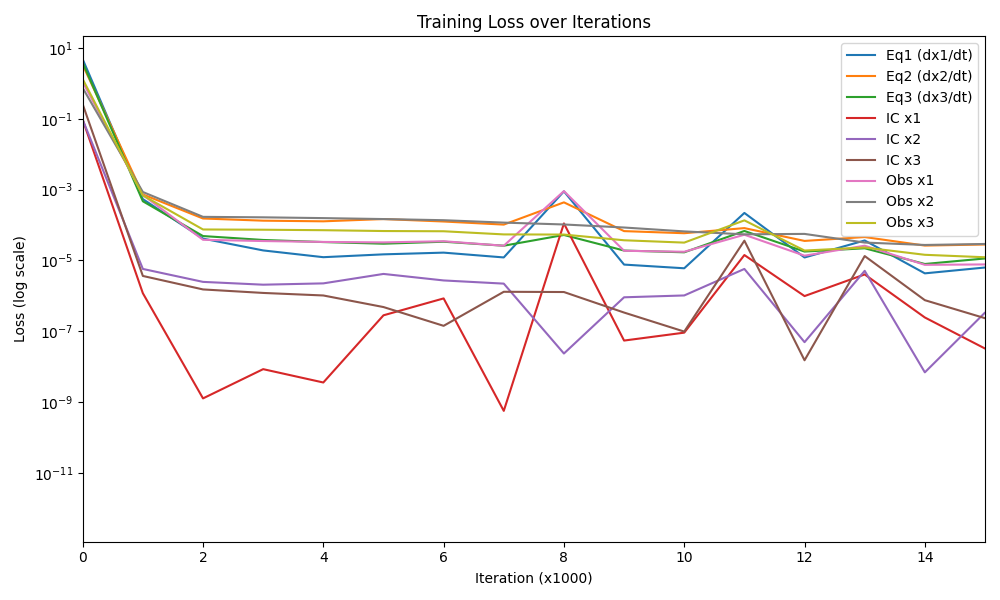 Training Loss over Iterations
Loss (log scale)
10^1
10^-1
10^-3
10^-5
10^-7
10^-9
10^-11
Eq1 (dx1/dt)
Eq2 (dx2/dt)
Eq3 (dx3/dt)
IC x1
IC x2
IC x3
Obs x1
Obs x2
Obs x3
0 2 4 6 8 10 12 14
Iteration (x1000)